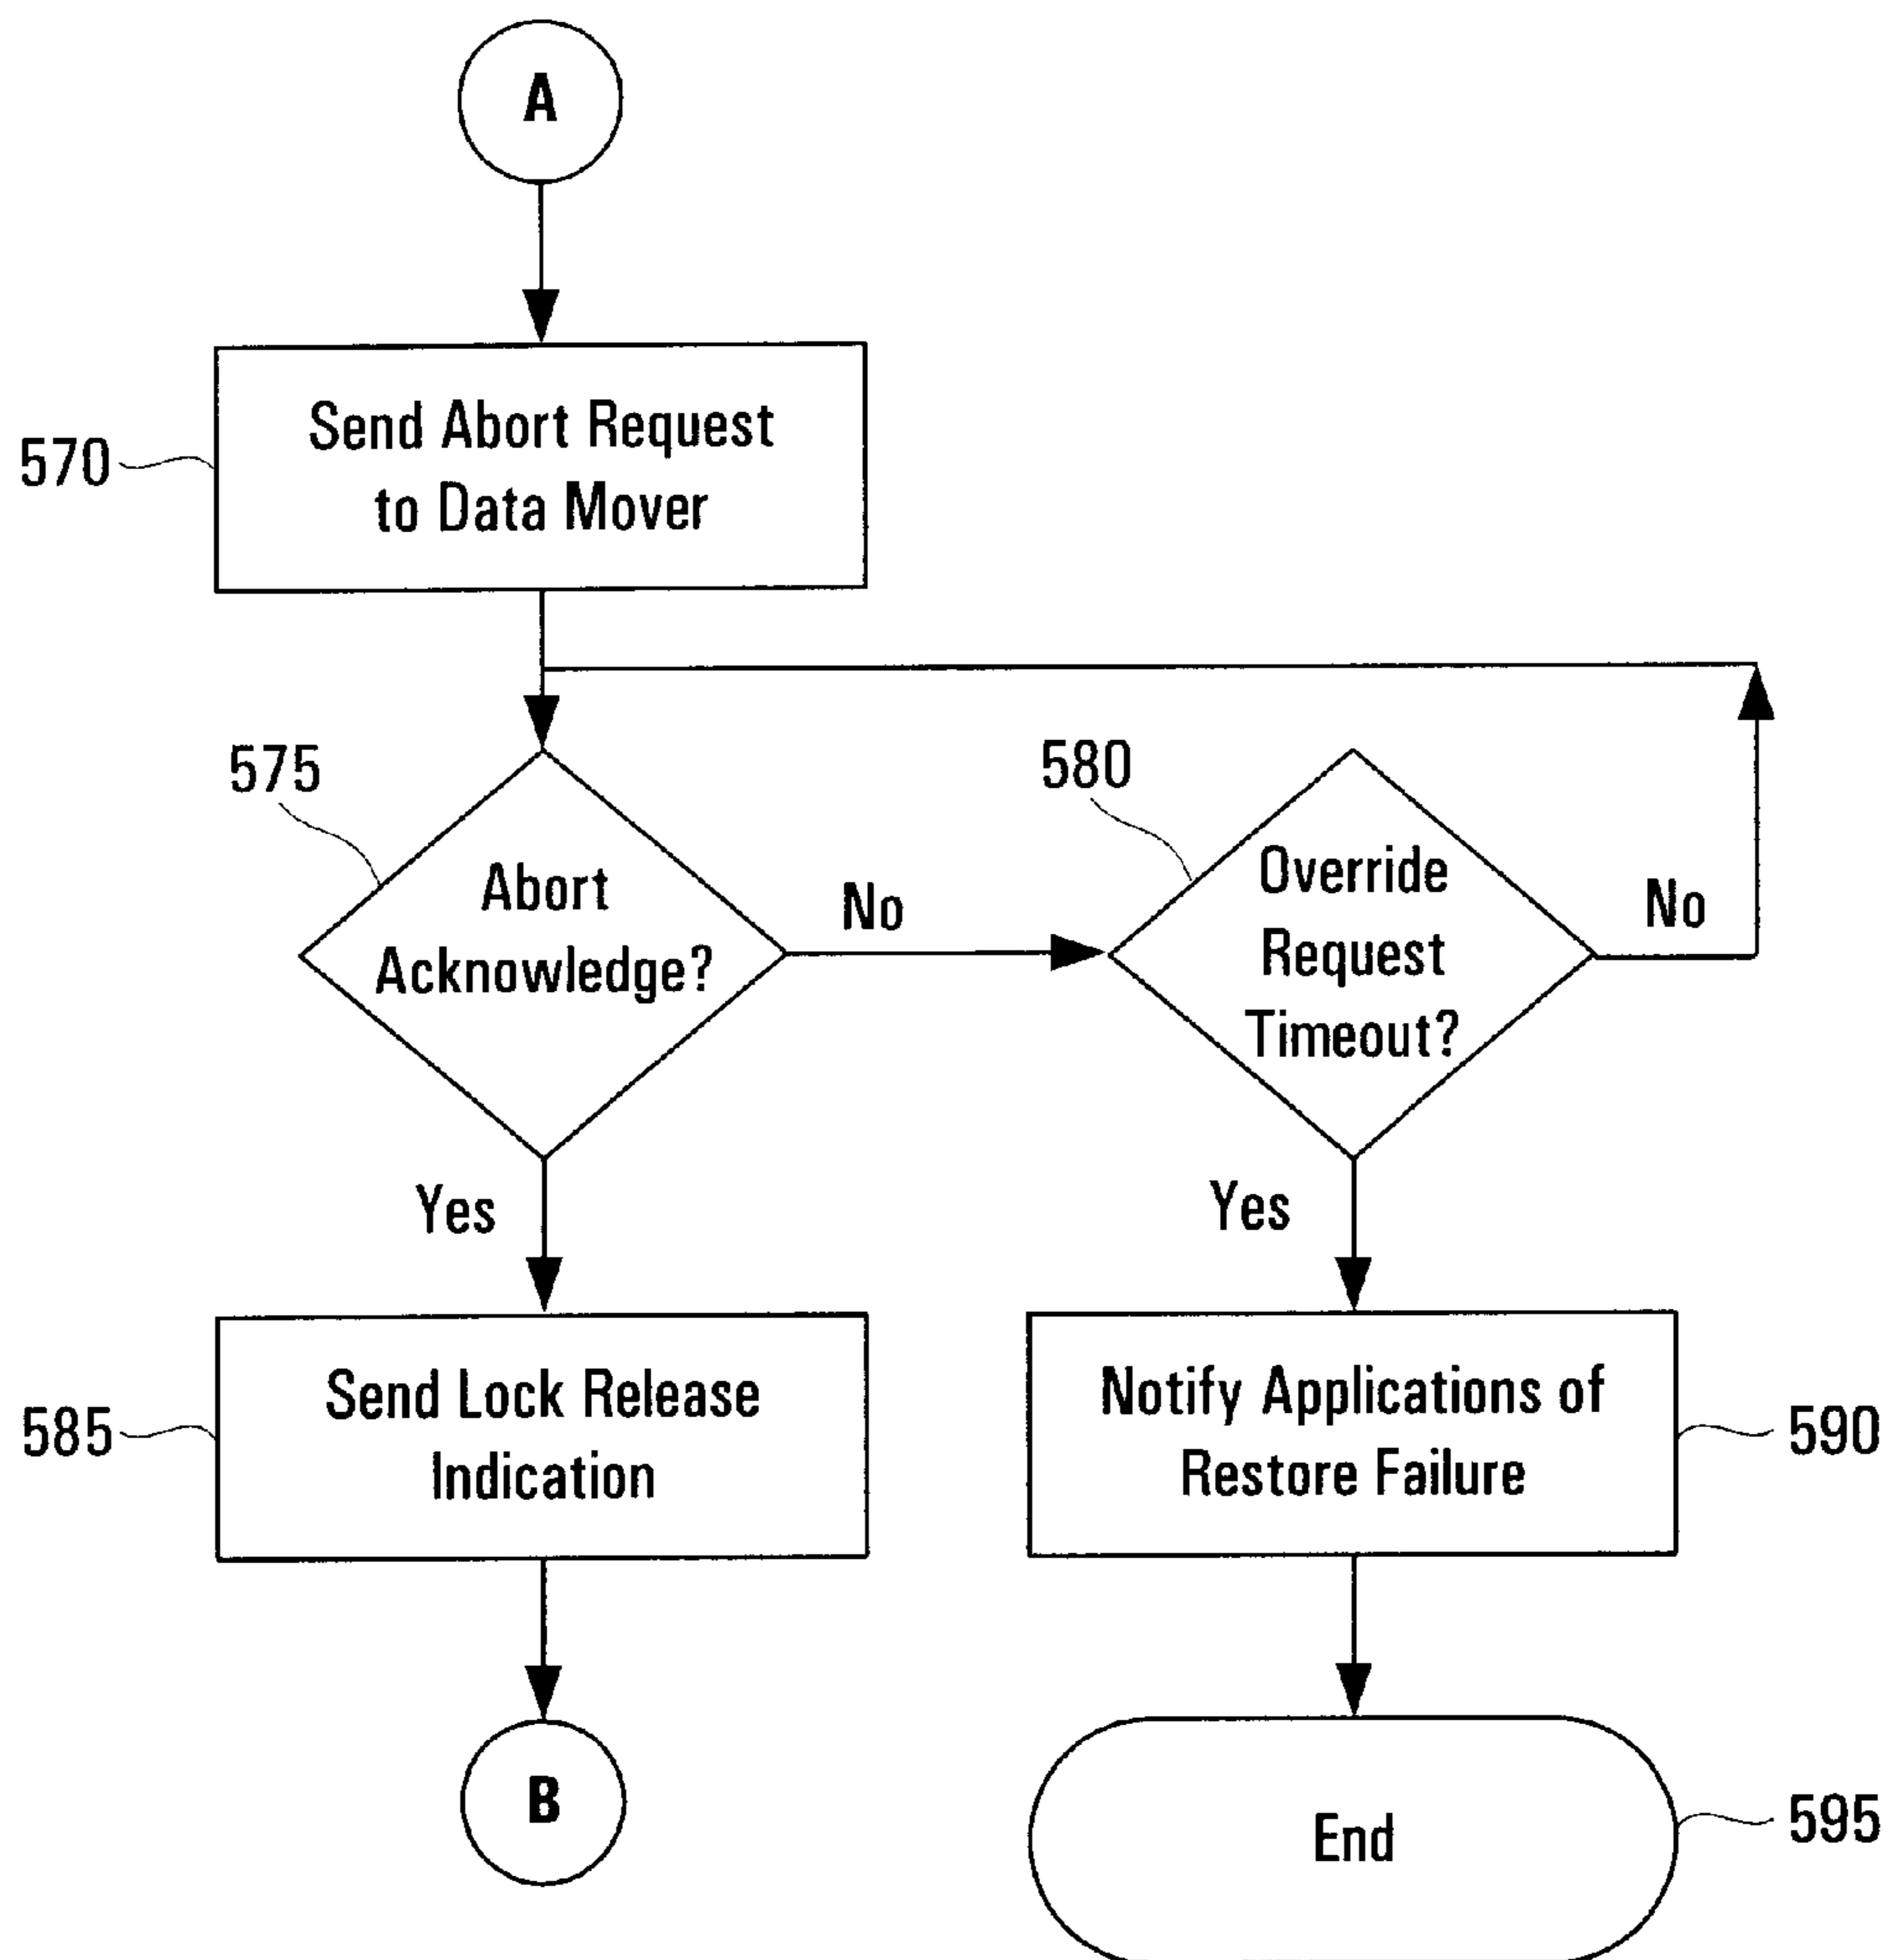 A
570
Send Abort Request
to Data Mover
575
Abort
Acknowledge?
No
580
Override
Request
Timeout?
No
Yes
Yes
585
Send Lock Release
Indication
Notify Applications of
Restore Failure
590
B
End
595